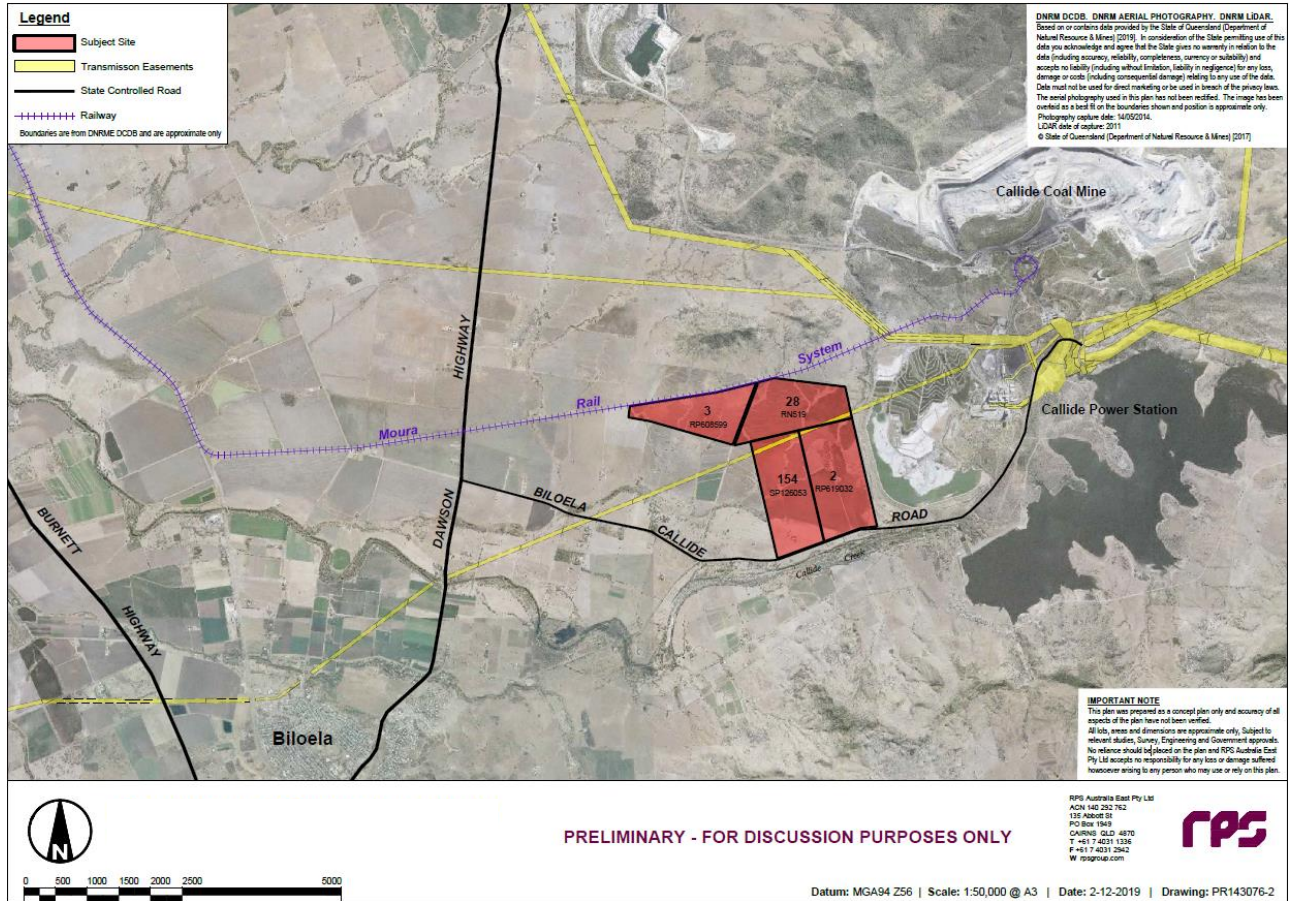 Legend
Subject Site
Transmisson Easements
State Controlled Road
Railway
Boundaries are from DNRME DCDB and are approximate only
DNRM DCDB. DNRM AERIAL PHOTOGRAPHY. DNRM LiDAR.
Based on or contains data provided by the State of Queensland (Department of
Natural Resource & Mines) [2019]. In consideration of the State permitting use of this
data you acknowledge and agree that the State gives no warranty in relation to the
data (including accuracy, reliability, completeness, currency or suitability) and
accepts no liability (including without limitation, liability in negligence) for any loss,
damage or costs (including consequential damage) relating to any use of the data.
Data must not be used for direct marketing or be used in breach of the privacy laws.
The aerial photography used in this plan has not been rectified. The image has been
overlaid as a best fit on the boundaries shown and position is approximate only.
Photography capture date: 14/05/2014.
LiDAR date of capture: 2011
© State of Queensland (Department of Natural Resource & Mines) [2017]
Callide Coal Mine
HIGHWAY
System
Rail
Moura
3
RP608599
28
RN519
Callide Power Station
154
SP126053
2
RP619032
BILOELA
CALLIDE
ROAD
Callide Creek
DAWSON
BURNETT
HIGHWAY
Biloela
IMPORTANT NOTE
This plan was prepared as a concept plan only and accuracy of all
aspects of the plan have not been verified.
All lots, areas and dimensions are approximate only, Subject to
relevant studies, Survey, Engineering and Government approvals.
No reliance should be placed on the plan and RPS Australia East
Pty Ltd accepts no responsibility for any loss or damage suffered
howsoever arising to any person who may use or rely on this plan.
N
0 500 1000 1500 2000 2500 5000
PRELIMINARY - FOR DISCUSSION PURPOSES ONLY
RPS Australia East Pty Ltd
ACN 140 292 762
135 Abbott St
PO Box 1949
CAIRNS QLD 4870
T +61 7 4031 1336
F +61 7 4031 2942
W rpsgroup.com
rps
Datum: MGA94 Z56 | Scale: 1:50,000 @ A3 | Date: 2-12-2019 | Drawing: PR143076-2